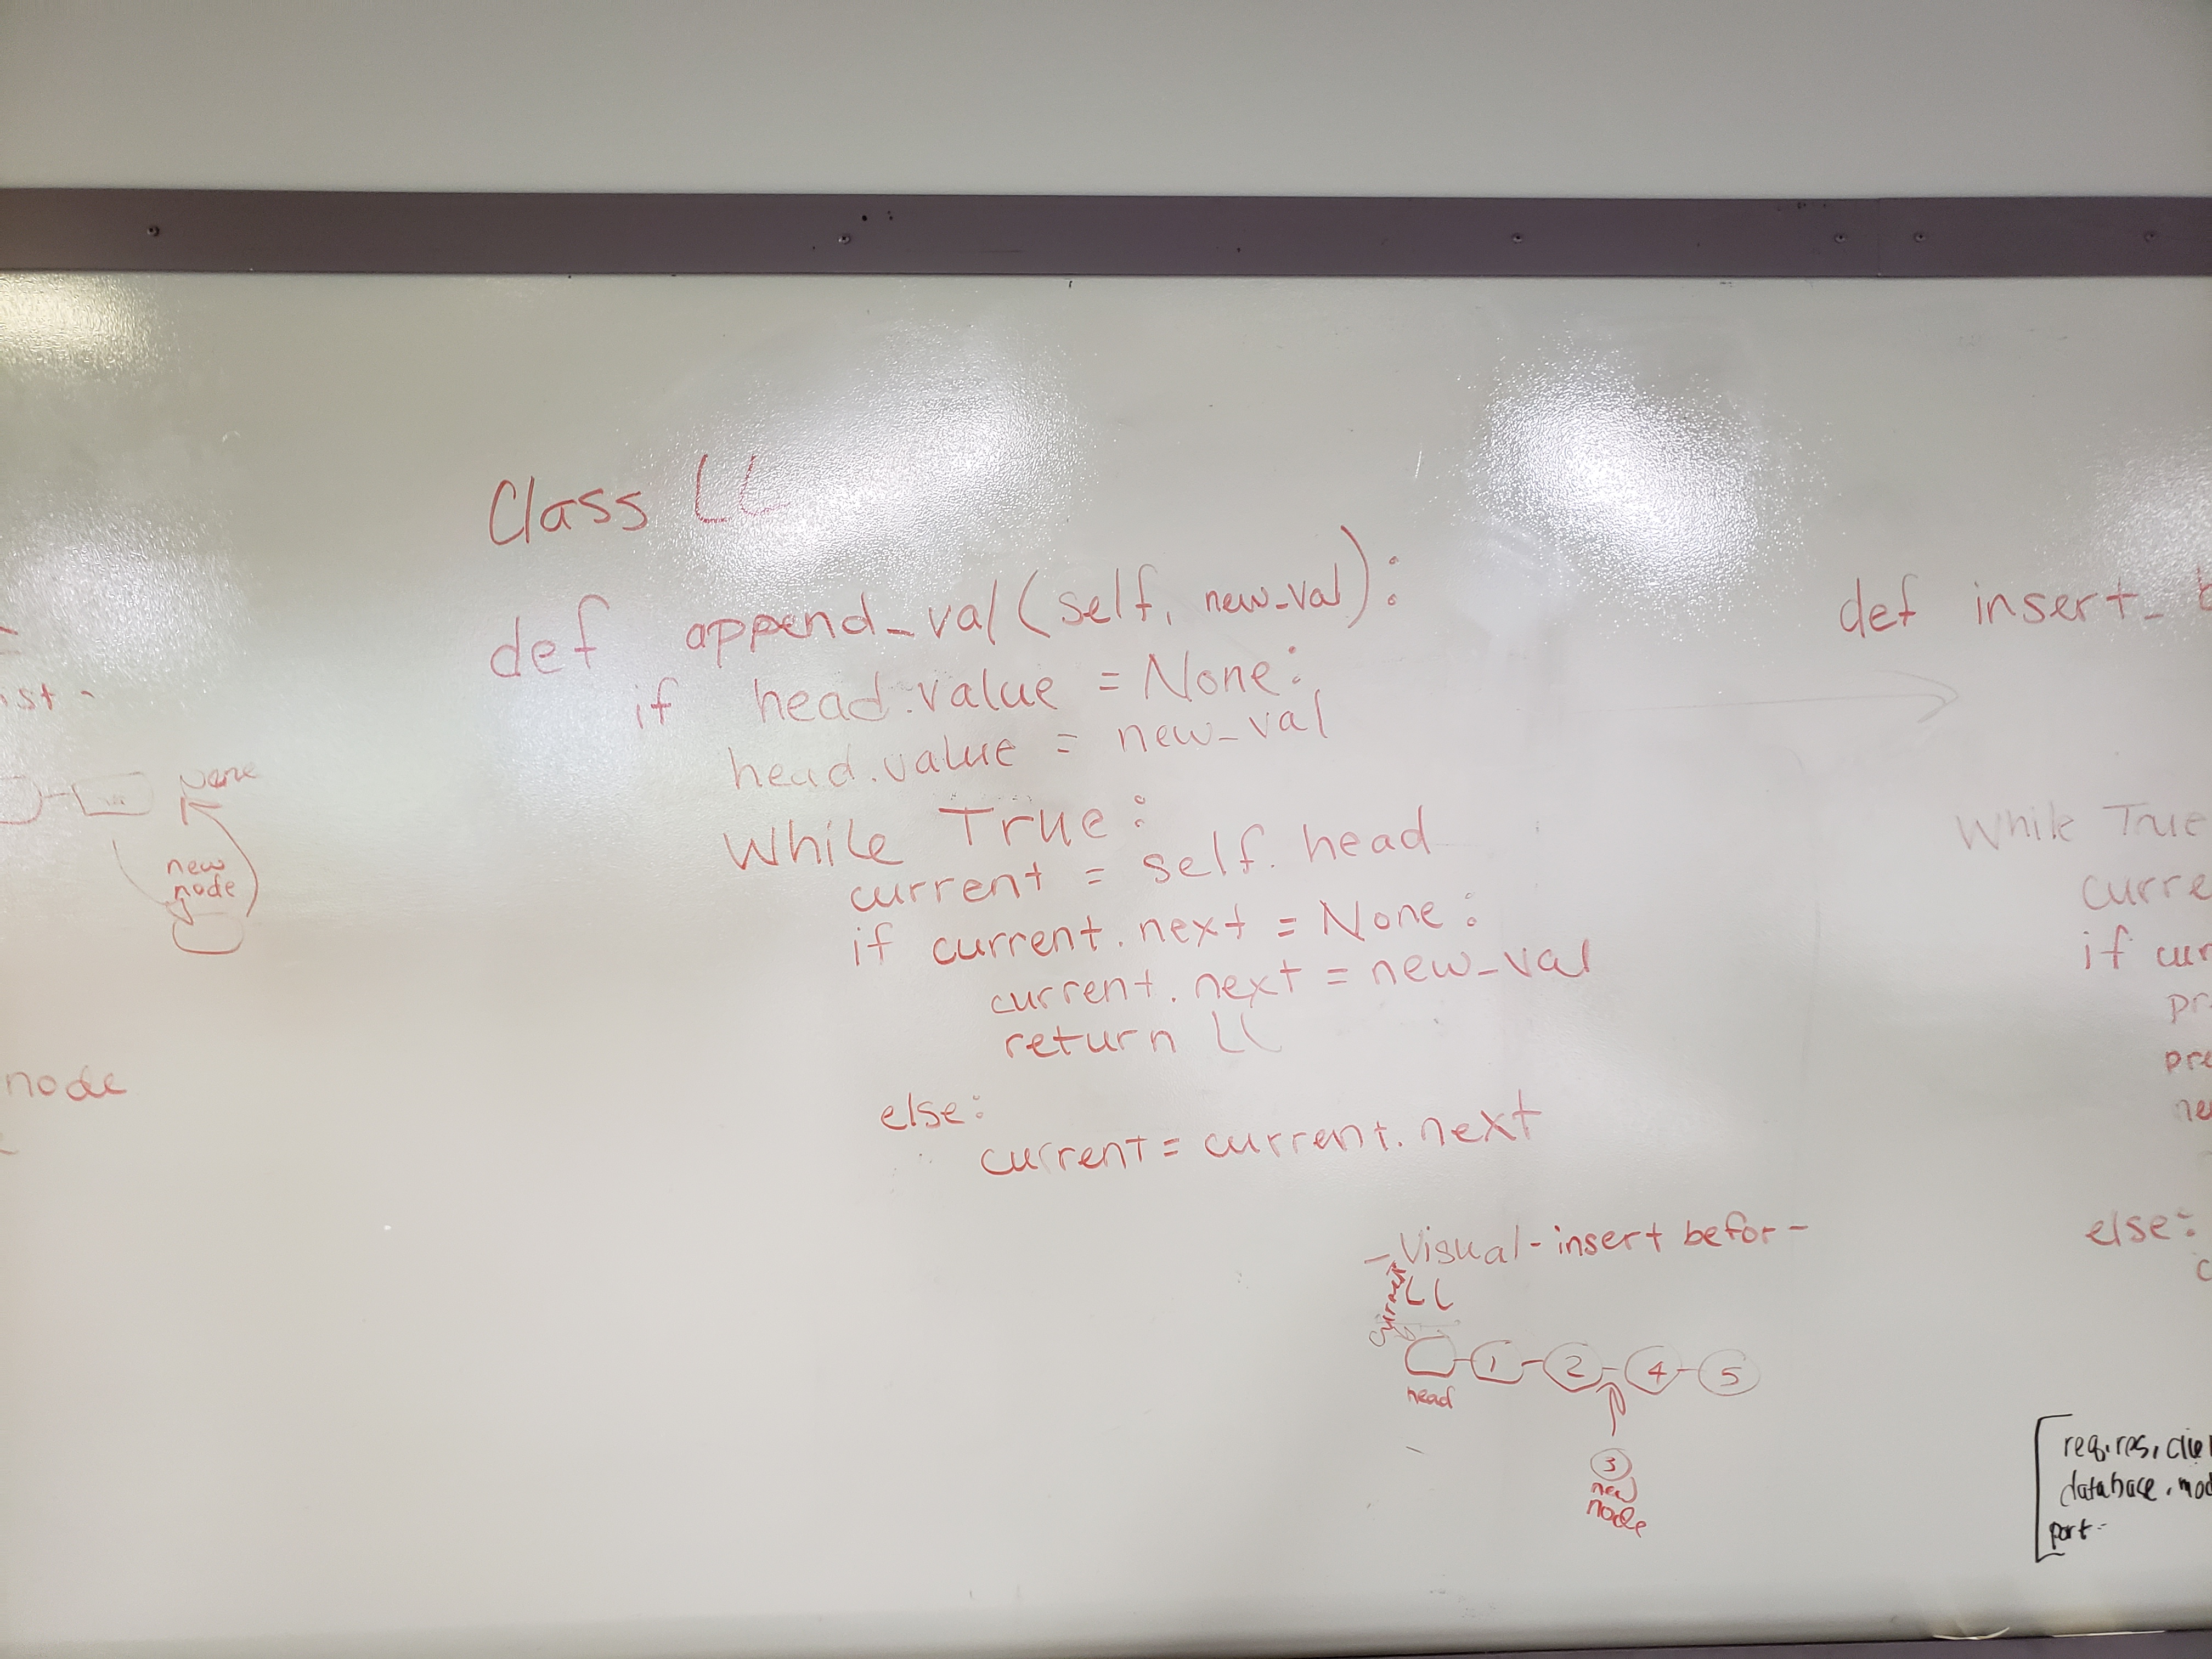 ist -
None
new
node
node
Class LL
def append_val(self, new_val):
if head.value = None:
head.value = new_val
While True:
current = self.head
if current.next = None:
current.next = new_val
return LL
else:
current = current.next
- Visual - insert befor -
current
LL
1 2 4 5
head
3
new
node
def insert_
While True
curre
if cur
pr
pre
ne
else:
c
req, res, clie
database, mod
port -